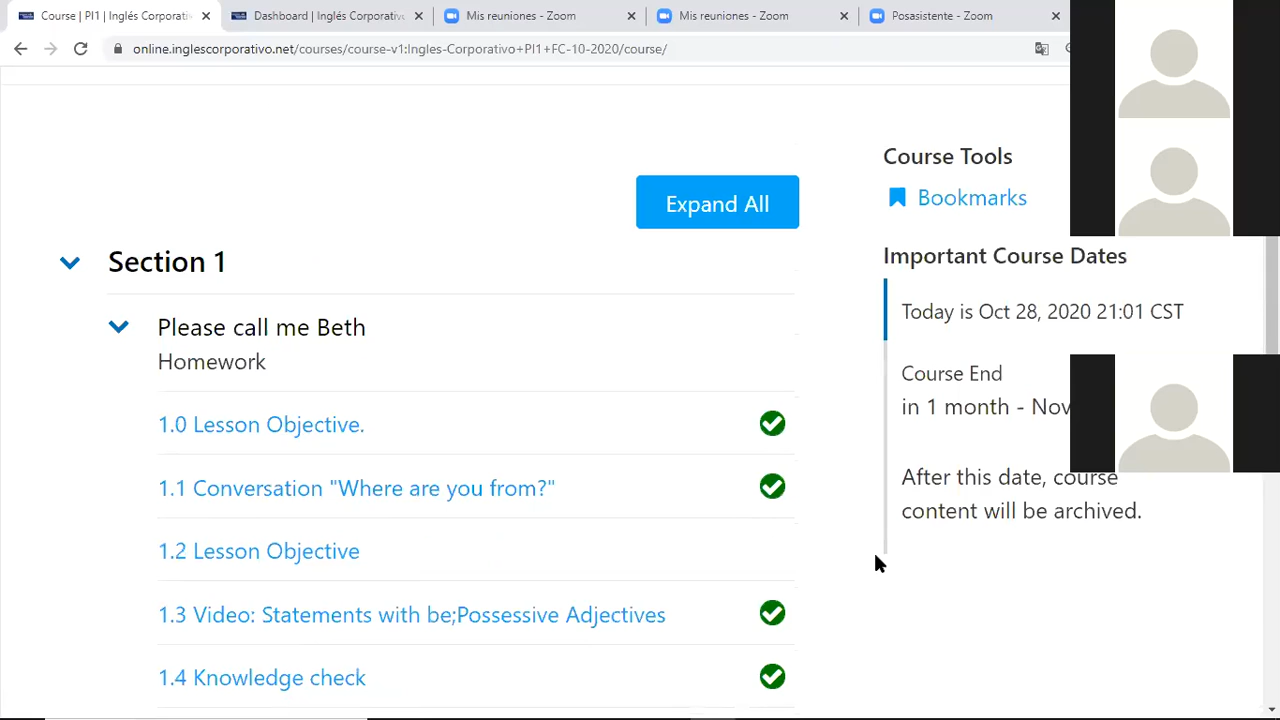 Course | PI1 | Inglés Corporati
Dashboard | Inglés Corporativo
Mis reuniones - Zoom
Mis reuniones - Zoom
Posasistente - Zoom
online.inglescorporativo.net/courses/course-v1:Ingles-Corporativo+PI1+FC-10-2020/course/
Expand All
Course Tools
Bookmarks
Important Course Dates
Today is Oct 28, 2020 21:01 CST
Course End
in 1 month - Nov
After this date, course
content will be archived.
Section 1
Please call me Beth
Homework
1.0 Lesson Objective.
1.1 Conversation "Where are you from?"
1.2 Lesson Objective
1.3 Video: Statements with be;Possessive Adjectives
1.4 Knowledge check